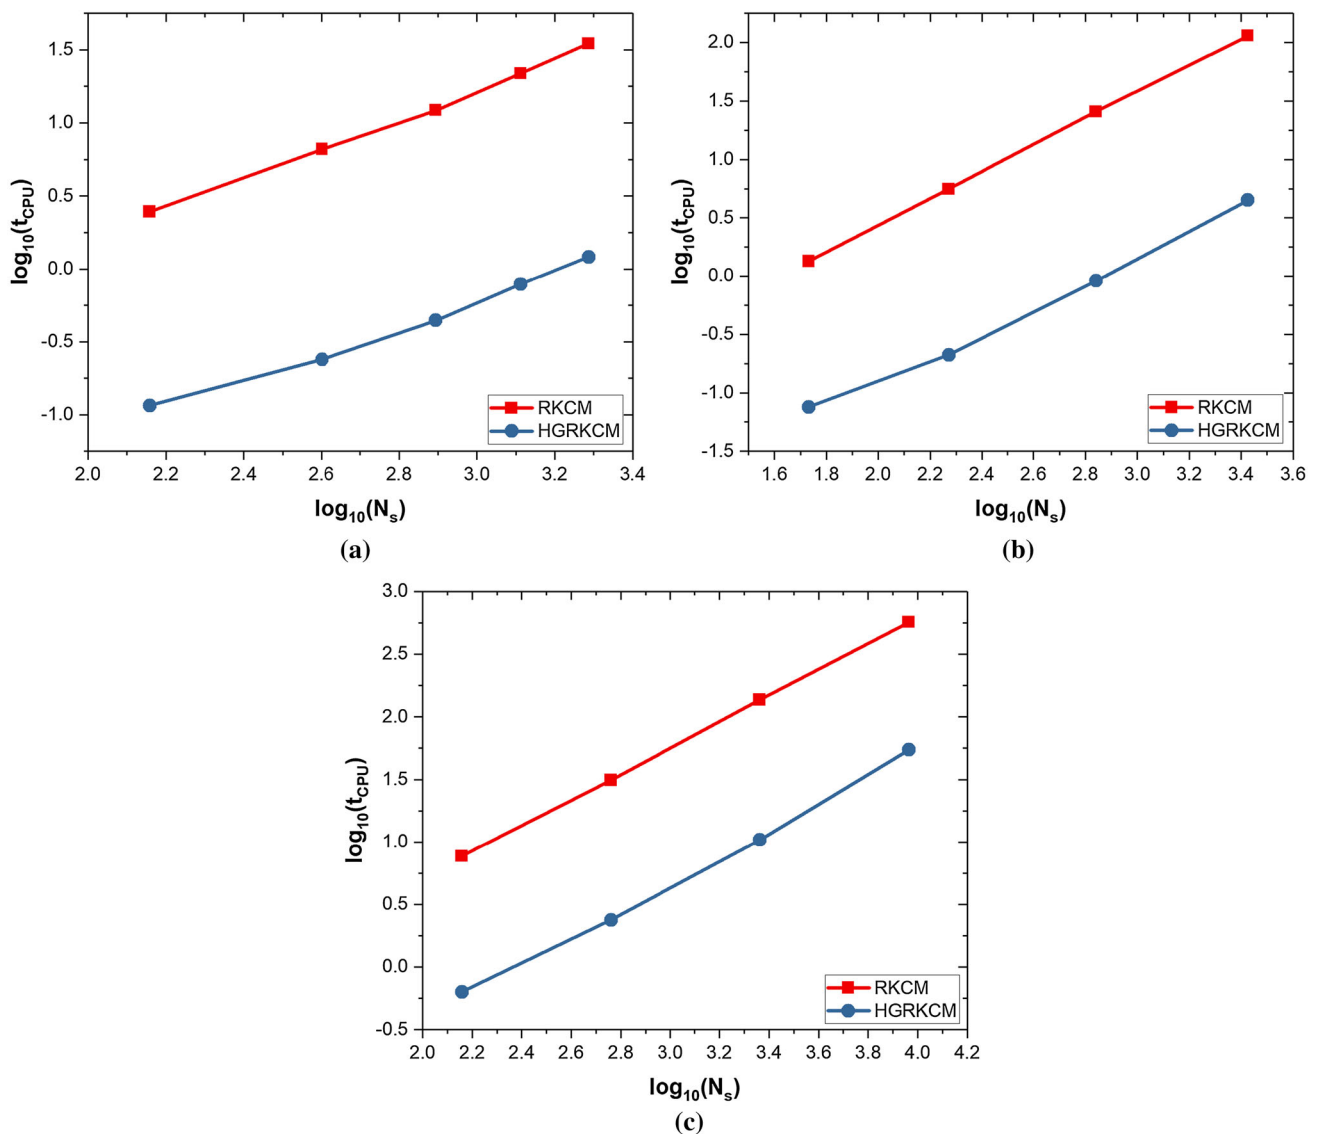 1.5
1.0
0.5
0.0
-0.5
-1.0
log10(tCPU)
RKCM
HGRKCM
2.0 2.2 2.4 2.6 2.8 3.0 3.2 3.4
log10(Ns)
(a)
2.0
1.5
1.0
0.5
0.0
-0.5
-1.0
-1.5
log10(tCPU)
RKCM
HGRKCM
1.6 1.8 2.0 2.2 2.4 2.6 2.8 3.0 3.2 3.4 3.6
log10(Ns)
(b)
3.0
2.5
2.0
1.5
1.0
0.5
0.0
-0.5
log10(tCPU)
RKCM
HGRKCM
2.0 2.2 2.4 2.6 2.8 3.0 3.2 3.4 3.6 3.8 4.0 4.2
log10(Ns)
(c)